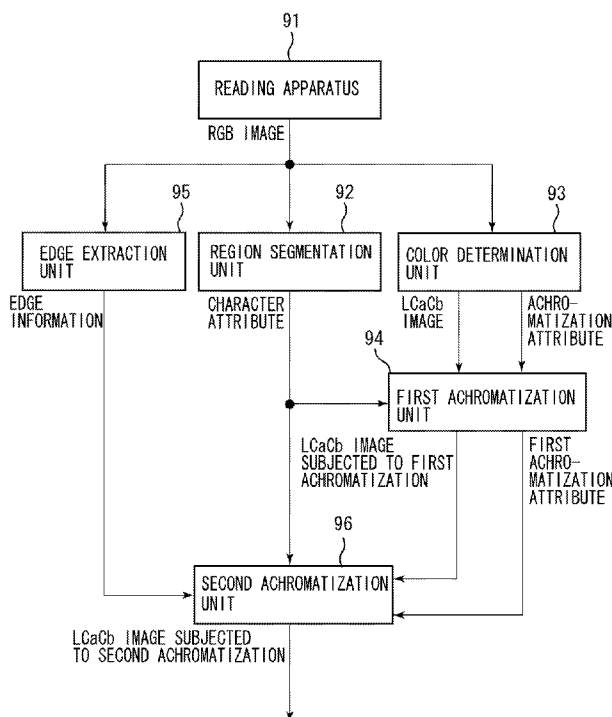 91
READING APPARATUS
RGB IMAGE
95
92
93
EDGE EXTRACTION
UNIT
REGION SEGMENTATION
UNIT
COLOR DETERMINATION
UNIT
EDGE
INFORMATION
CHARACTER
ATTRIBUTE
LCaCb
IMAGE
ACHRO-
MATIZATION
ATTRIBUTE
94
FIRST ACHROMATIZATION
UNIT
LCaCb IMAGE
SUBJECTED TO FIRST
ACHROMATIZATION
FIRST
ACHRO-
MATIZATION
ATTRIBUTE
96
SECOND ACHROMATIZATION
UNIT
LCaCb IMAGE SUBJECTED
TO SECOND ACHROMATIZATION